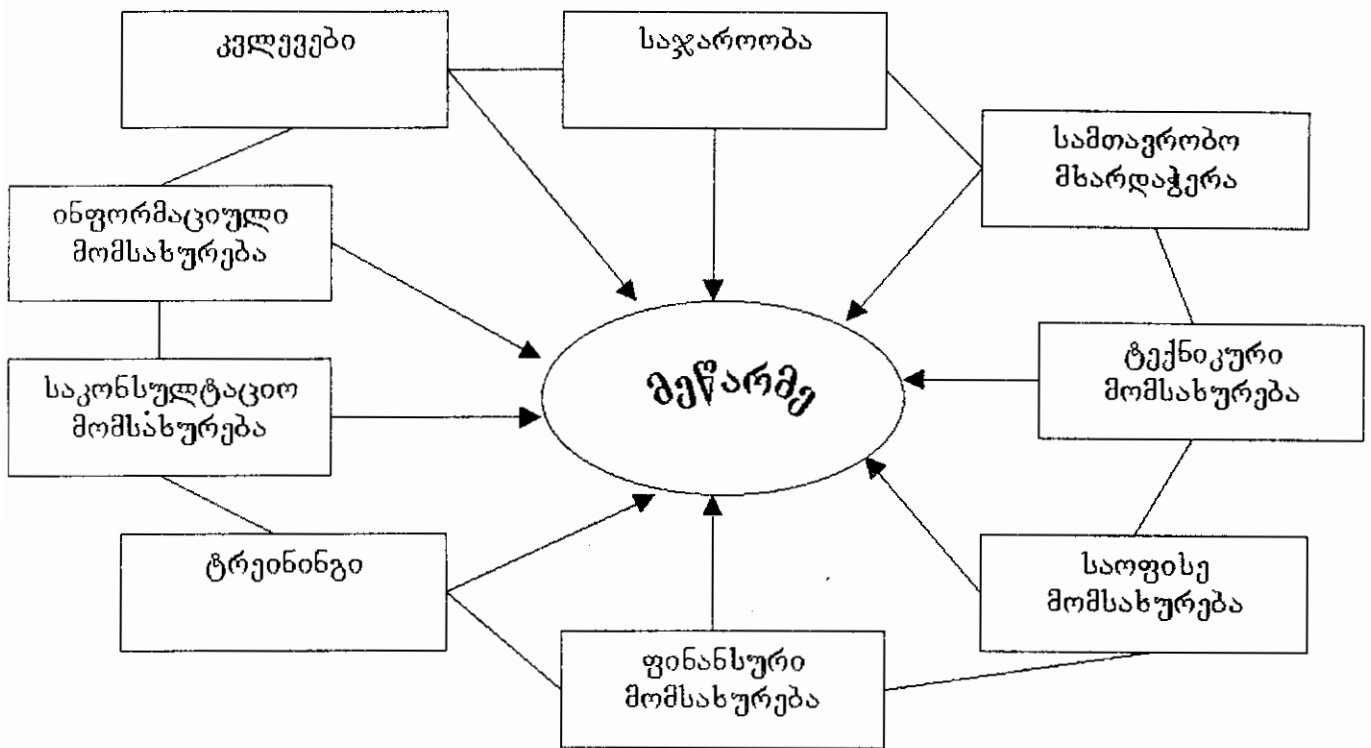 კვლევები
საჯაროობა
სამთავრობო
მხარდაჭერა
ინფორმაციული
მომსახურება
მეწარმე
ტექნიკური
მომსახურება
საკონსულტაციო
მომსახურება
ტრეინინგი
საოფისე
მომსახურება
ფინანსური
მომსახურება